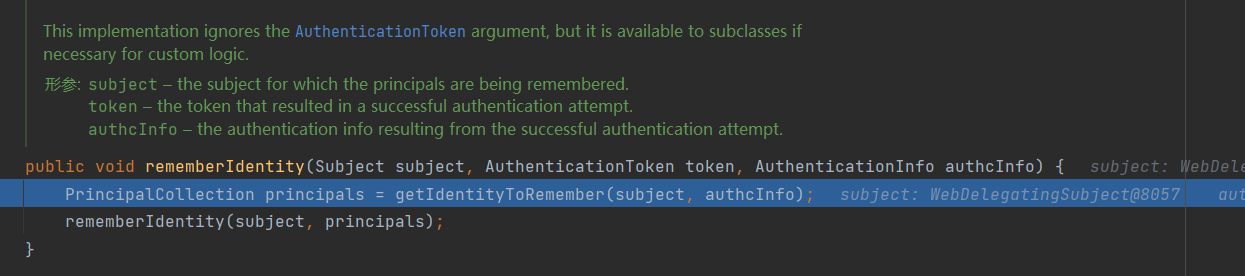 This implementation ignores the AuthenticationToken argument, but it is available to subclasses if
necessary for custom logic.
形参: subject – the subject for which the principals are being remembered.
token – the token that resulted in a successful authentication attempt.
authcInfo – the authentication info resulting from the successful authentication attempt.
public void rememberIdentity(Subject subject, AuthenticationToken token, AuthenticationInfo authcInfo) { subject: WebDele
PrincipalCollection principals = getIdentityToRemember(subject, authcInfo); subject: WebDelegatingSubject@8057 aut
rememberIdentity(subject, principals);
}